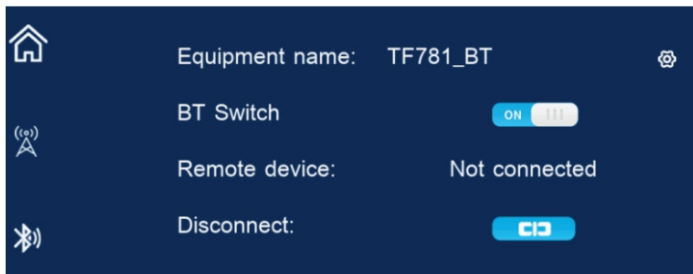 Equipment name: TF781_BT
BT Switch ON
Remote device: Not connected
Disconnect: